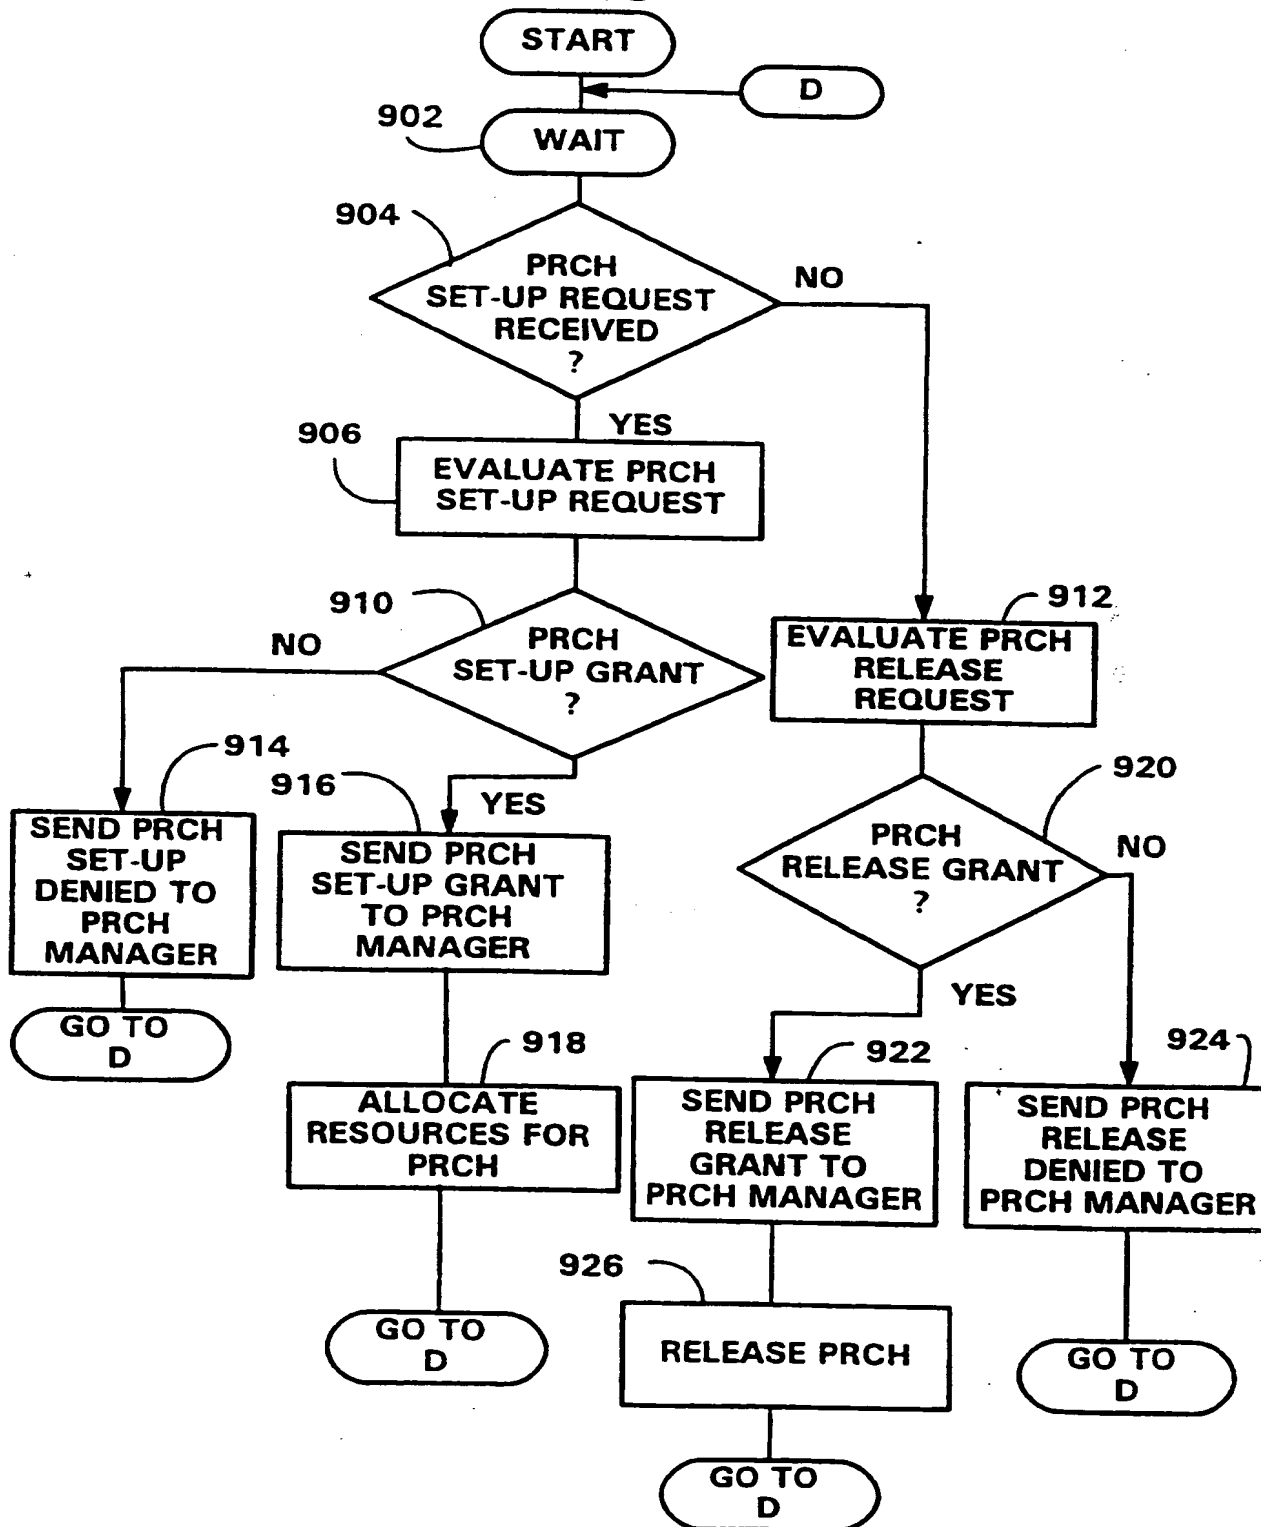 START
D
902
WAIT
904
PRCH
SET-UP REQUEST
RECEIVED
?
NO
YES
906
EVALUATE PRCH
SET-UP REQUEST
910
PRCH
SET-UP GRANT
?
NO
912
EVALUATE PRCH
RELEASE
REQUEST
914
SEND PRCH
SET-UP
DENIED TO
PRCH
MANAGER
GO TO
D
916
YES
SEND PRCH
SET-UP GRANT
TO PRCH
MANAGER
918
ALLOCATE
RESOURCES FOR
PRCH
GO TO
D
920
PRCH
RELEASE GRANT
?
NO
YES
922
SEND PRCH
RELEASE
GRANT TO
PRCH MANAGER
924
SEND PRCH
RELEASE
DENIED TO
PRCH MANAGER
926
RELEASE PRCH
GO TO
D
GO TO
D